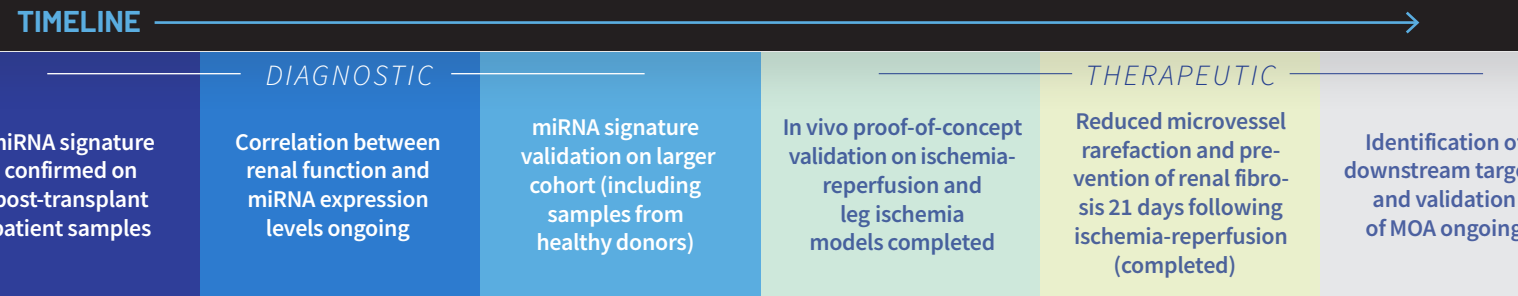 TIMELINE
DIAGNOSTIC
THERAPEUTIC
signature
confirmed on
post-transplant
patient samples
Correlation between
renal function and
miRNA expression
levels ongoing
miRNA signature
validation on larger
cohort (including
samples from
healthy donors)
In vivo proof-of-concept
validation on ischemia-
reperfusion and
leg ischemia
models completed
Reduced microvessel
rarefaction and pre-
vention of renal fibro-
sis 21 days following
ischemia-reperfusion
(completed)
Identification of
downstream
and validation
of MOA ongoing